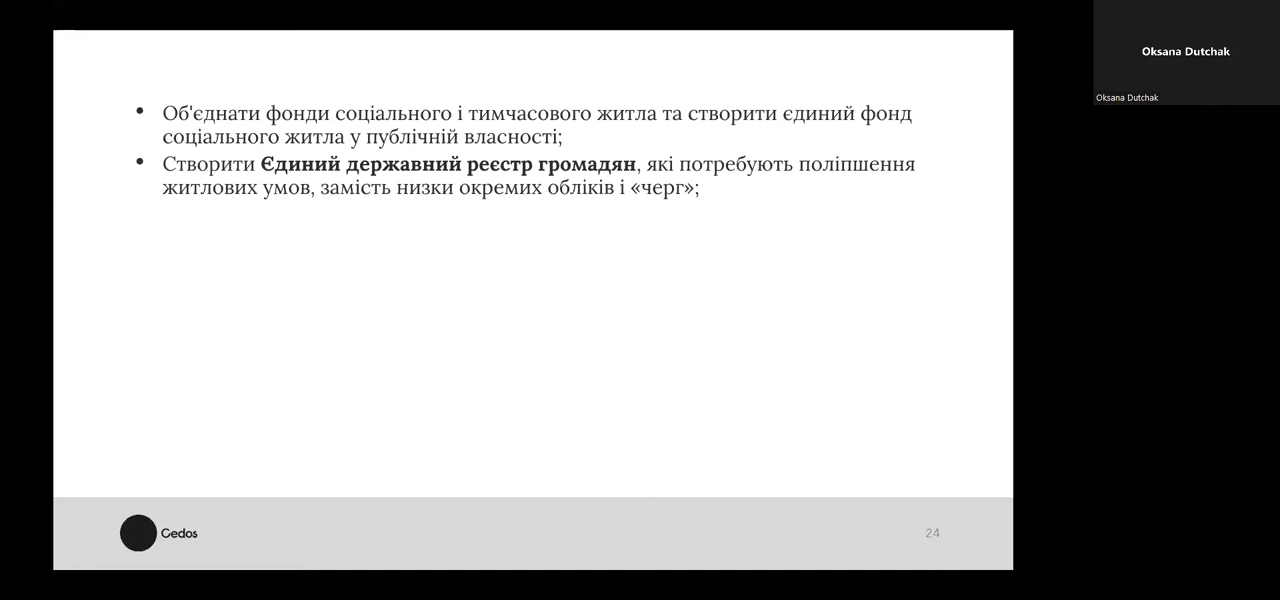 Oksana Dutchak
Oksana Dutchak
Об'єднати фонди соціального і тимчасового житла та створити єдиний фонд
соціального житла у публічній власності;
Створити Єдиний державний реєстр громадян, які потребують поліпшення
житлових умов, замість низки окремих обліків і «черг»;
Cedos
24